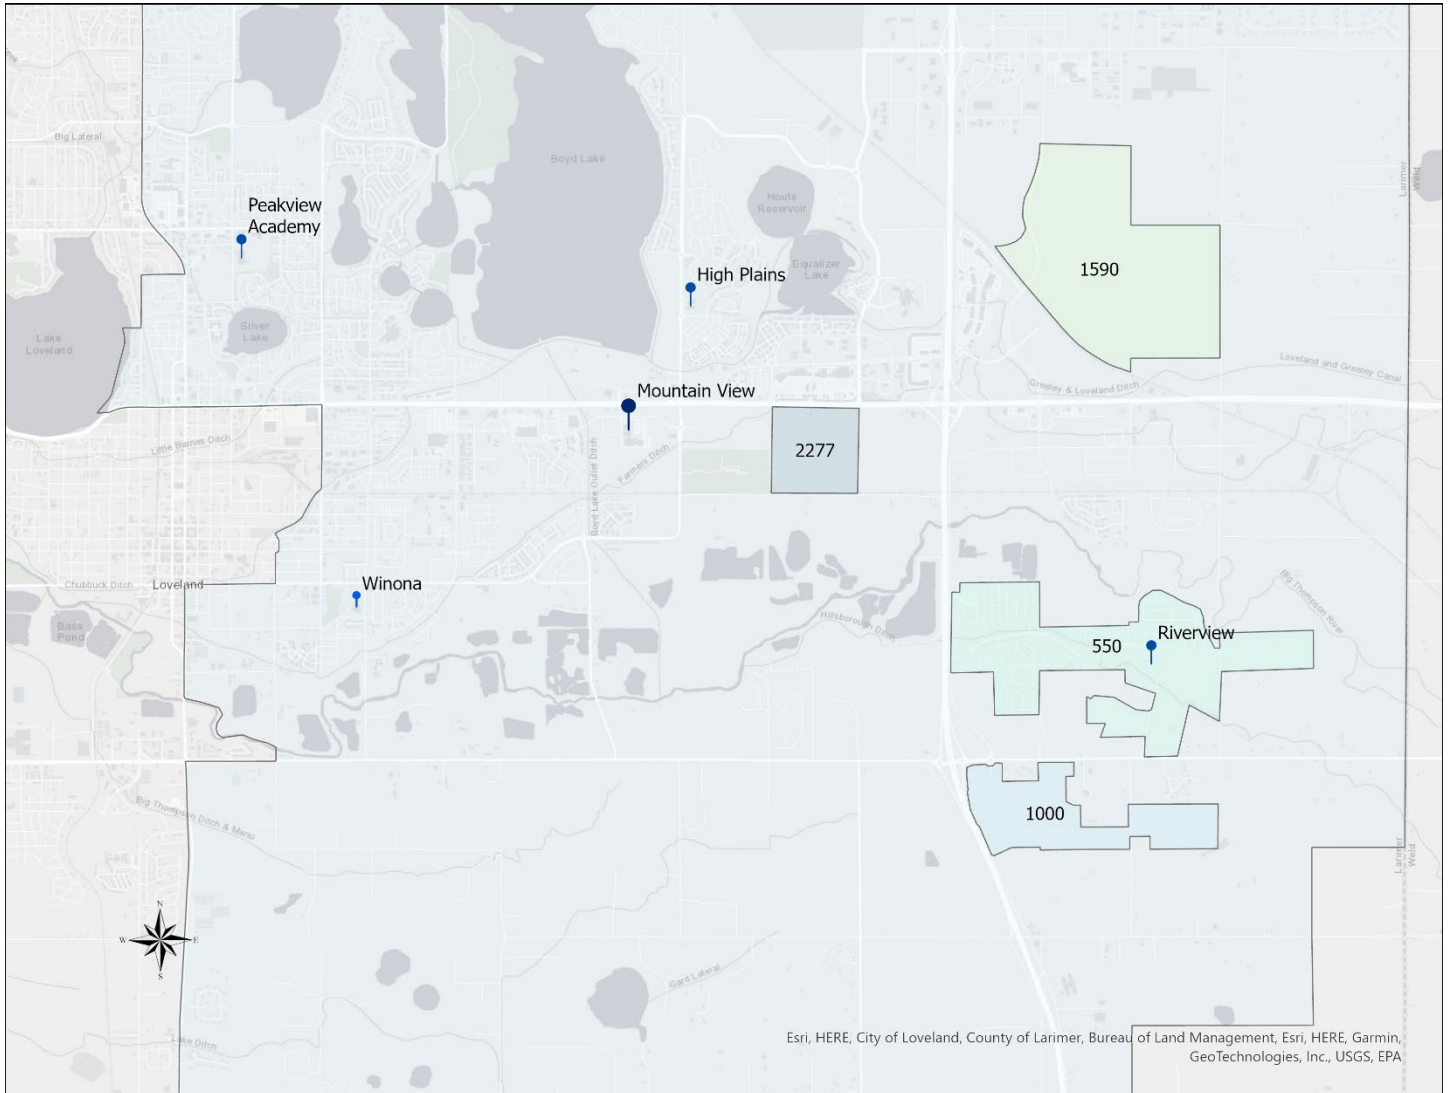 Big Lateral
Boyd Lake
Larimer
Weld
Peakview
Academy
Houts
Reservoir
High Plains
Equalizer
Lake
1590
Silver
Lake
Lake
Loveland
Loveland and Greeley Canal
Greeley & Loveland Ditch
Mountain View
Little Barnes Ditch
Farmers Ditch
2277
Boyd Lake Outlet Ditch
Chubbuck Ditch
Loveland
Winona
Big Thompson River
Hillsborough Ditch
Bass
Pond
550
Riverview
Big Thompson Ditch & Manu
1000
Larimer
Weld
N
W
E
S
Gard Lateral
Lake Ditch
Esri, HERE, City of Loveland, County of Larimer, Bureau of Land Management, Esri, HERE, Garmin,
GeoTechnologies, Inc., USGS, EPA